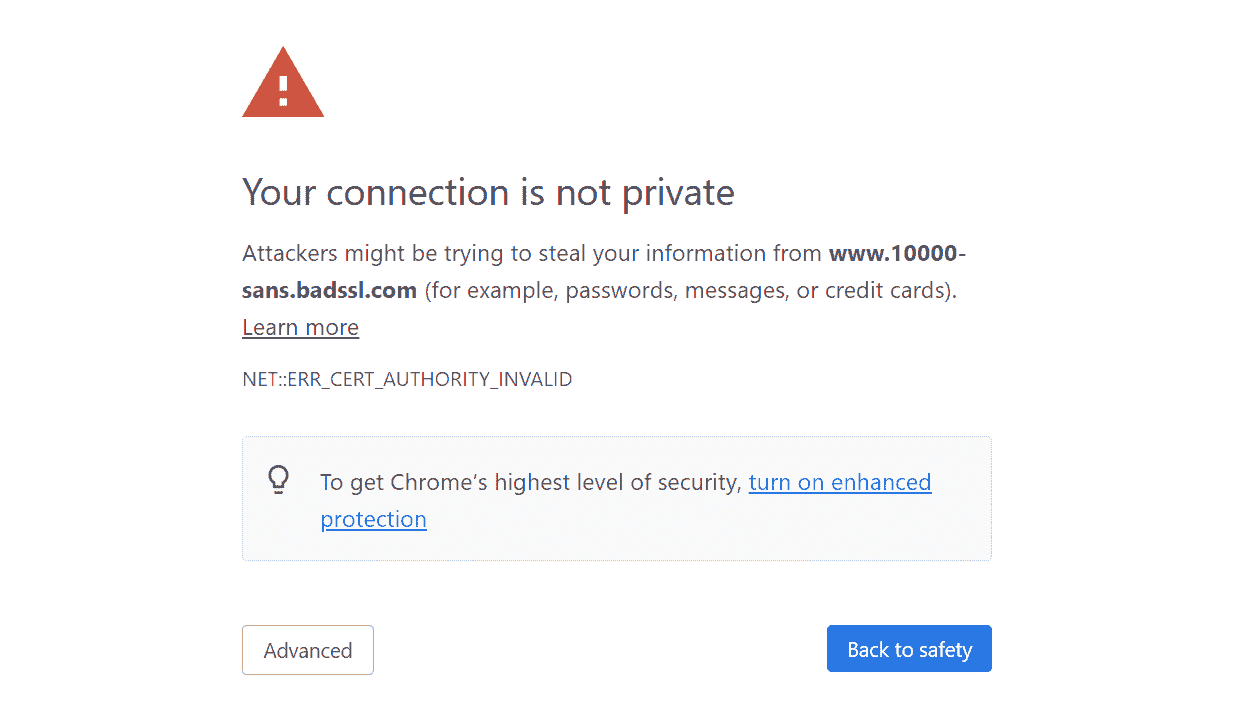 Your connection is not private
Attackers might be trying to steal your information from www.10000-
sans.badssl.com (for example, passwords, messages, or credit cards).
Learn more
NET::ERR_CERT_AUTHORITY_INVALID
To get Chrome’s highest level of security, turn on enhanced
protection
Advanced
Back to safety